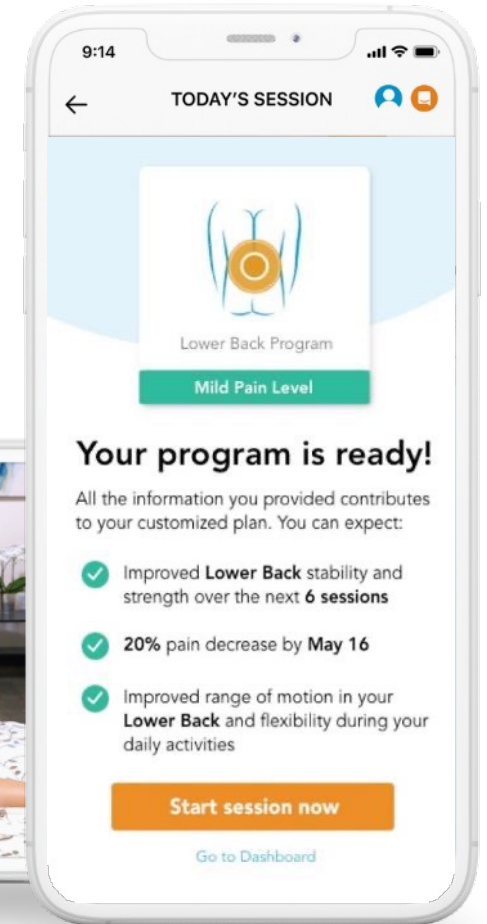 9:14
TODAY'S SESSION
Lower Back Program
Mild Pain Level
Your program is ready!
All the information you provided contributes
to your customized plan. You can expect:
Improved Lower Back stability and
strength over the next 6 sessions
20% pain decrease by May 16
Improved range of motion in your
Lower Back and flexibility during your
daily activities
Start session now
Go to Dashboard